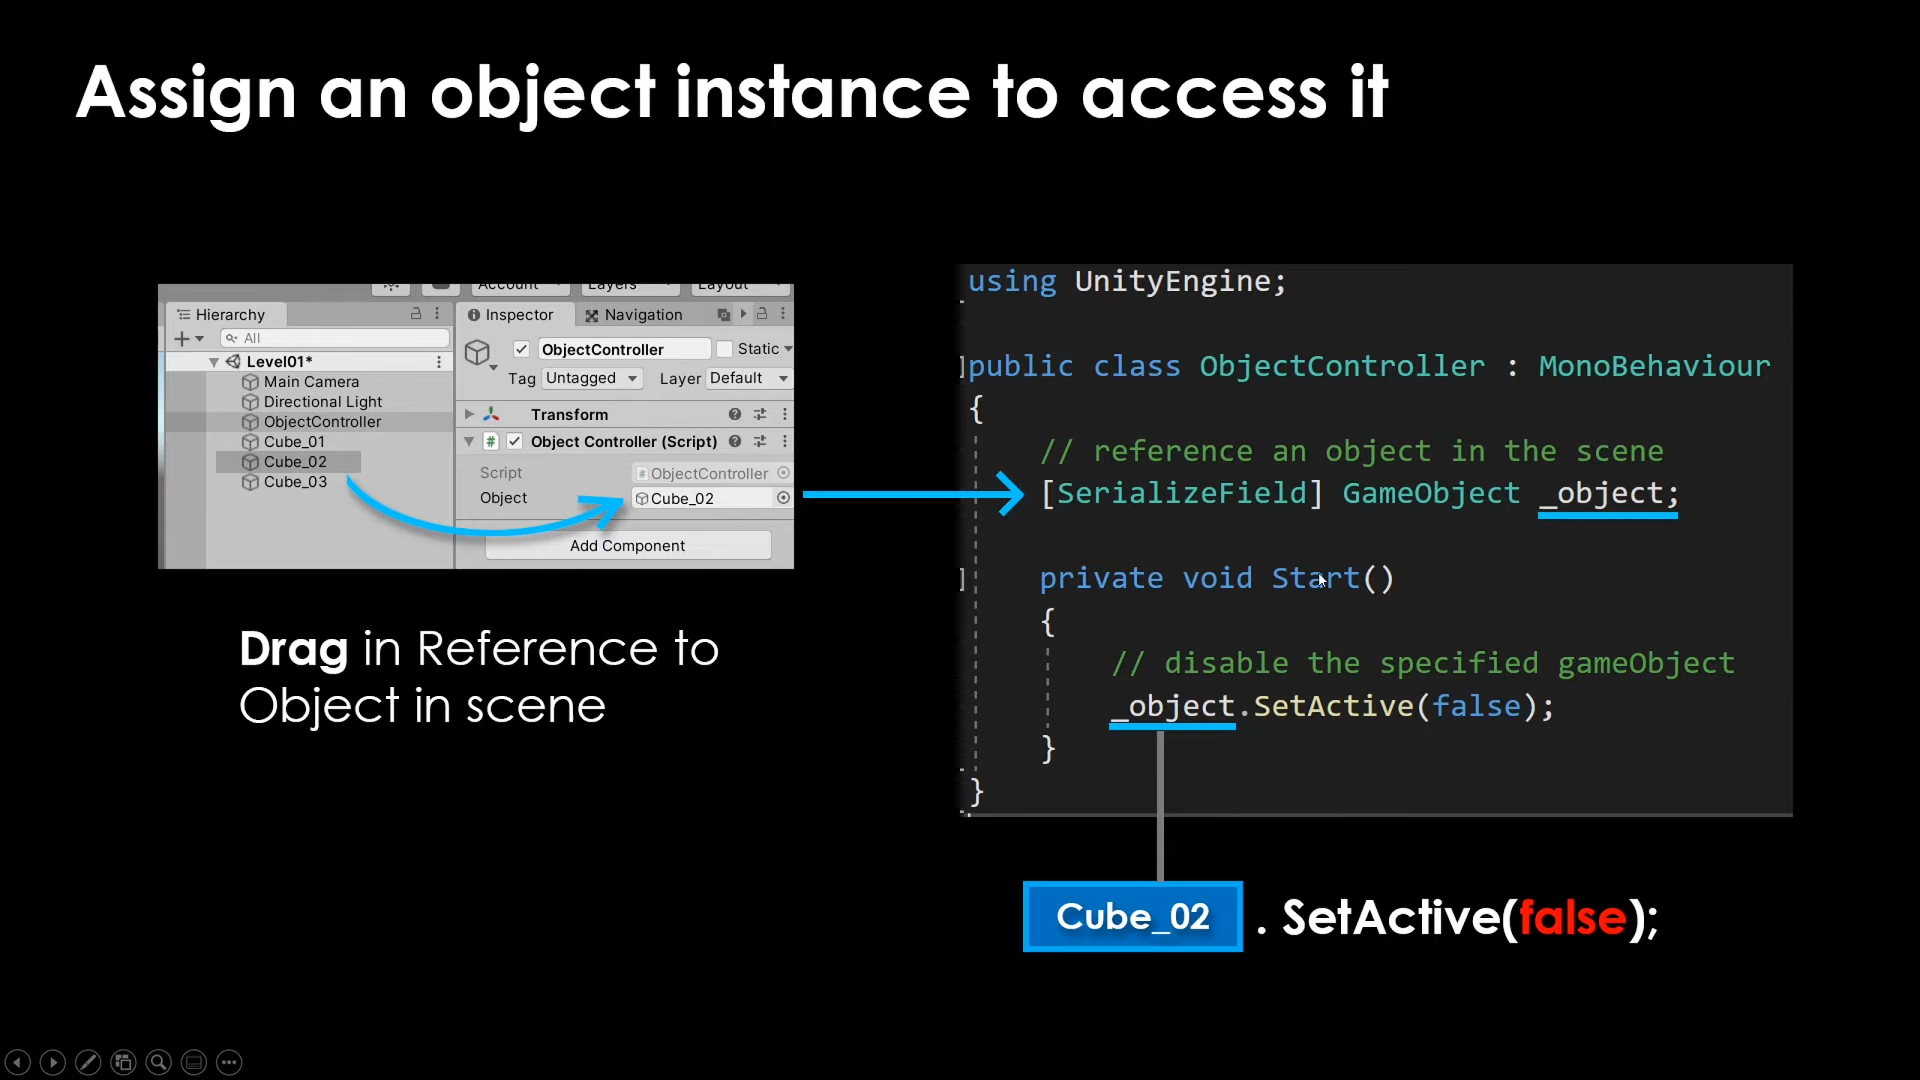 Assign an object instance to access it
Account Layers Layout
Hierarchy
All
Level01*
Main Camera
Directional Light
ObjectController
Cube_01
Cube_02
Cube_03
Inspector Navigation
ObjectController Static
Tag Untagged Layer Default
Transform
# Object Controller (Script)
Script # ObjectController
Object Cube_02
Add Component
Drag in Reference to
Object in scene
using UnityEngine;
public class ObjectController : MonoBehaviour
{
// reference an object in the scene
[SerializeField] GameObject _object;
private void Start()
{
// disable the specified gameObject
_object.SetActive(false);
}
}
Cube_02 . SetActive(false);